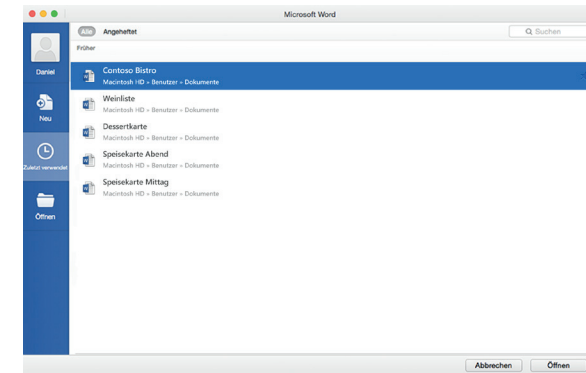 Microsoft Word
Alle Angeheftet
Suchen
Früher
Daniel
Neu
Zuletzt verwendet
Öffnen
Contoso Bistro
Macintosh HD » Benutzer » Dokumente
Weinliste
Macintosh HD » Benutzer » Dokumente
Dessertkarte
Macintosh HD » Benutzer » Dokumente
Speisekarte Abend
Macintosh HD » Benutzer » Dokumente
Speisekarte Mittag
Macintosh HD » Benutzer » Dokumente
Abbrechen Öffnen